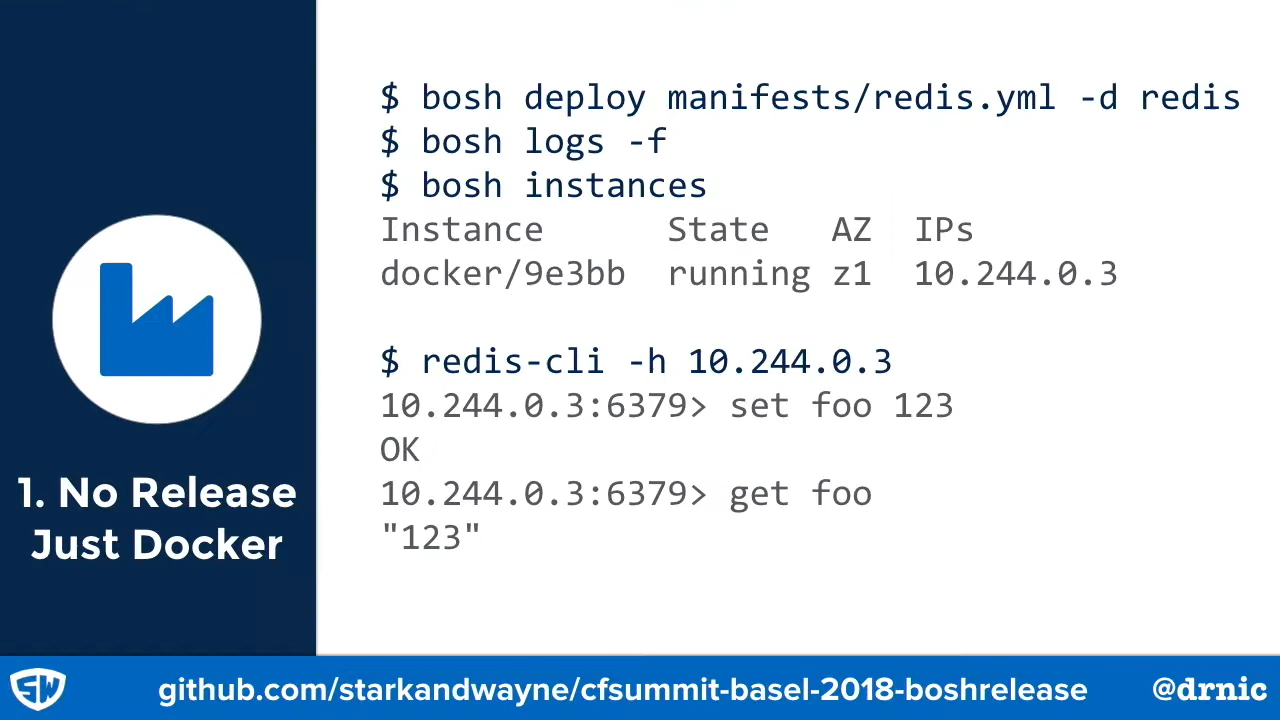 $ bosh deploy manifests/redis.yml -d redis
$ bosh logs -f
$ bosh instances
Instance      State   AZ  IPs
docker/9e3bb  running z1  10.244.0.3
$ redis-cli -h 10.244.0.3
10.244.0.3:6379> set foo 123
OK
10.244.0.3:6379> get foo
"123"
1. No Release
Just Docker
SW
github.com/starkandwayne/cfsummit-basel-2018-boshrelease
@drnic